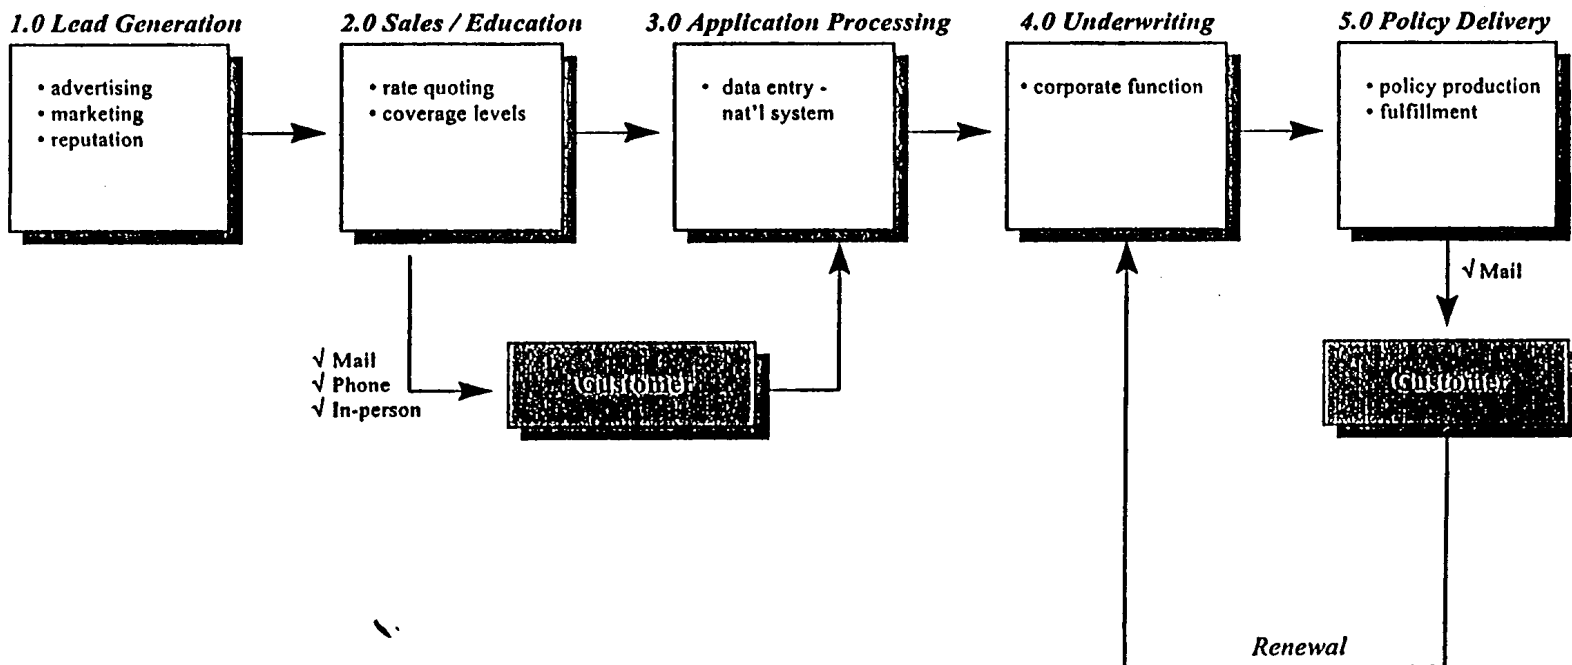 1.0 Lead Generation
• advertising
• marketing
• reputation
2.0 Sales / Education
• rate quoting
• coverage levels
3.0 Application Processing
• data entry -
nat'l system
4.0 Underwriting
• corporate function
5.0 Policy Delivery
• policy production
• fulfillment
√ Mail
√ Phone
√ In-person
Customer
√ Mail
Customer
Renewal